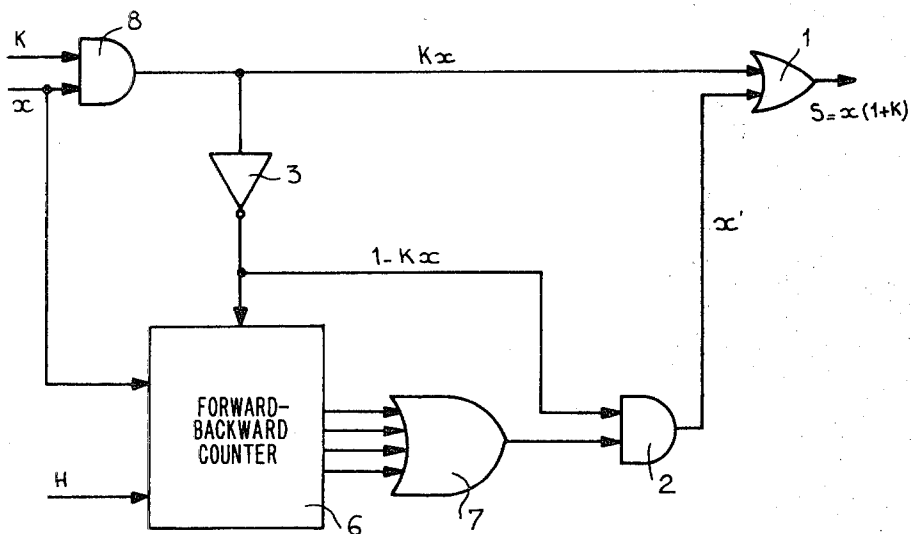 K
8
x
Kx
1
S=x(1+K)
3
x'
1-Kx
FORWARD-
BACKWARD
COUNTER
H
6
7
2